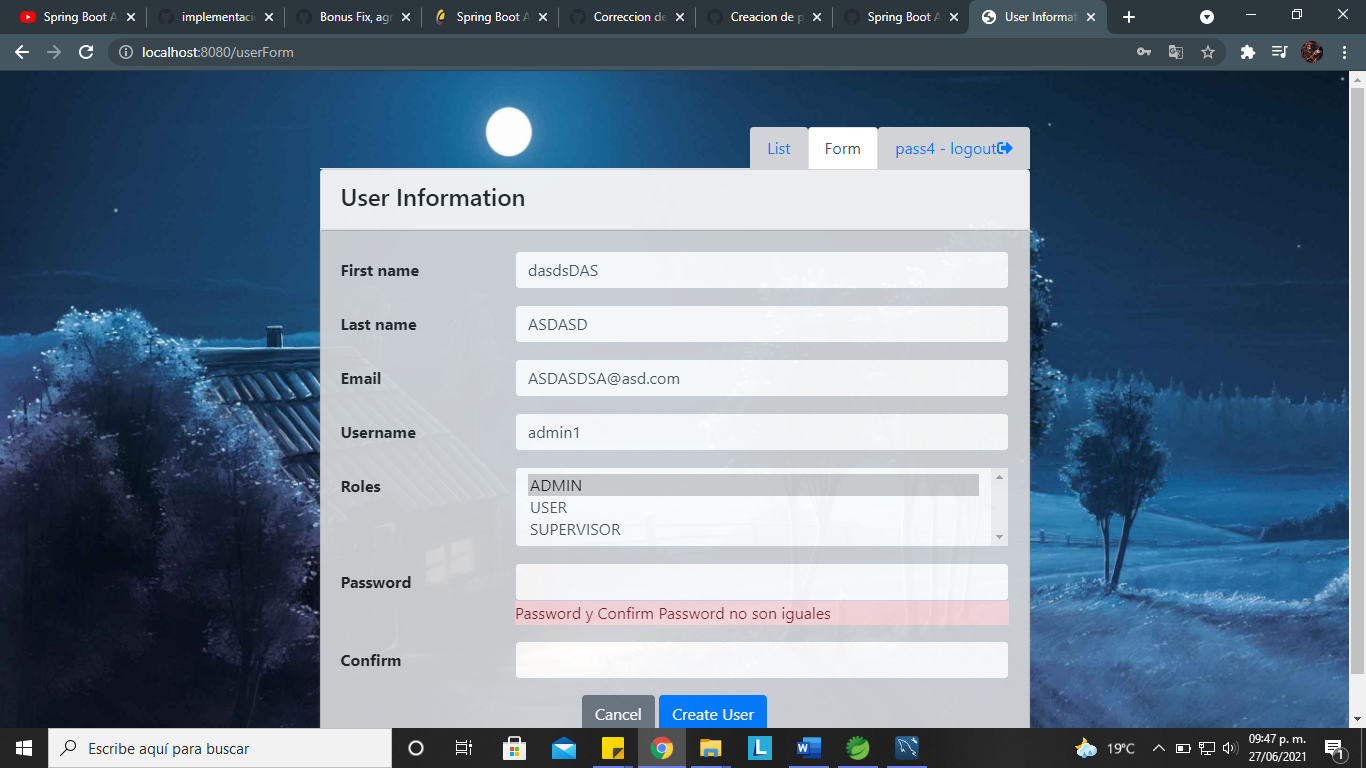 Spring Boot A
implementaci
Bonus Fix, ag
Spring Boot A
Correccion de
Creacion de p
Spring Boot A
User Informat
localhost:8080/userForm
List
Form
pass4 - logout
User Information
First name
dasdsDAS
Last name
ASDASD
Email
ASDASDSA@asd.com
Username
admin1
Roles
ADMIN
USER
SUPERVISOR
Password
Password y Confirm Password no son iguales
Confirm
Cancel
Create User
Escribe aquí para buscar
L
W
19°C
09:47 p. m.
27/06/2021
1